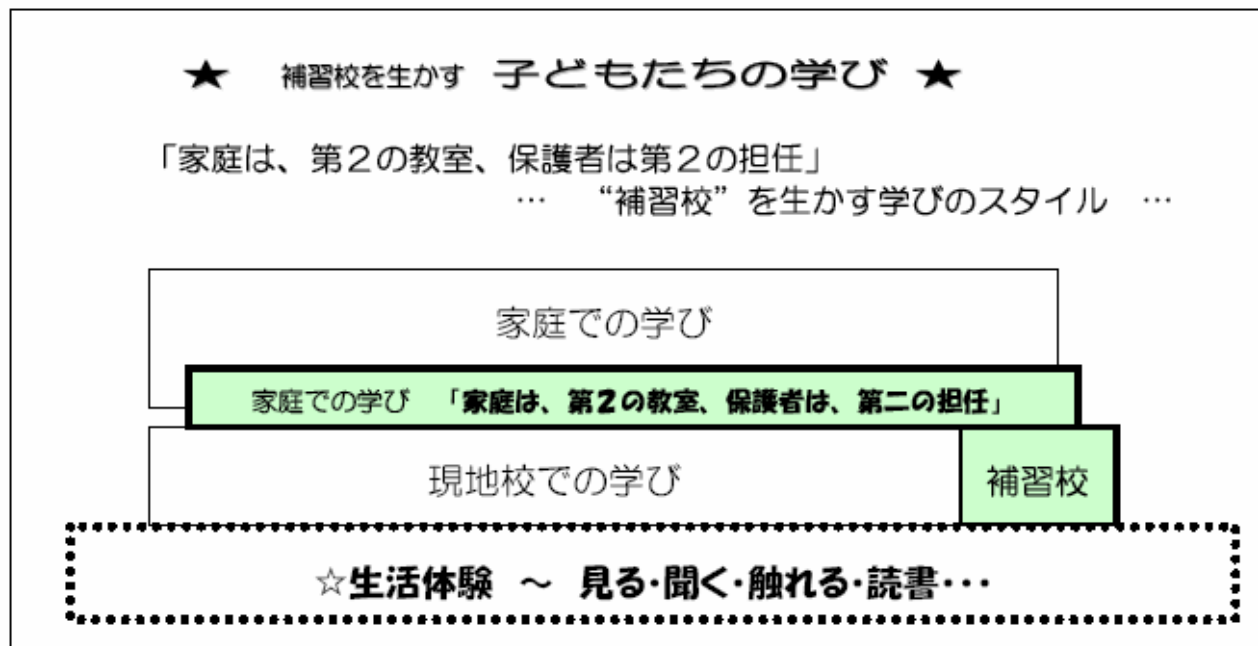 ★ 補習校を生かす 子どもたちの学び ★
「家庭は、第２の教室、保護者は第２の担任」
… “補習校”を生かす学びのスタイル …
家庭での学び
家庭での学び 「家庭は、第２の教室、保護者は、第二の担任」
現地校での学び 補習校
☆生活体験 ～ 見る・聞く・触れる・読書・・・